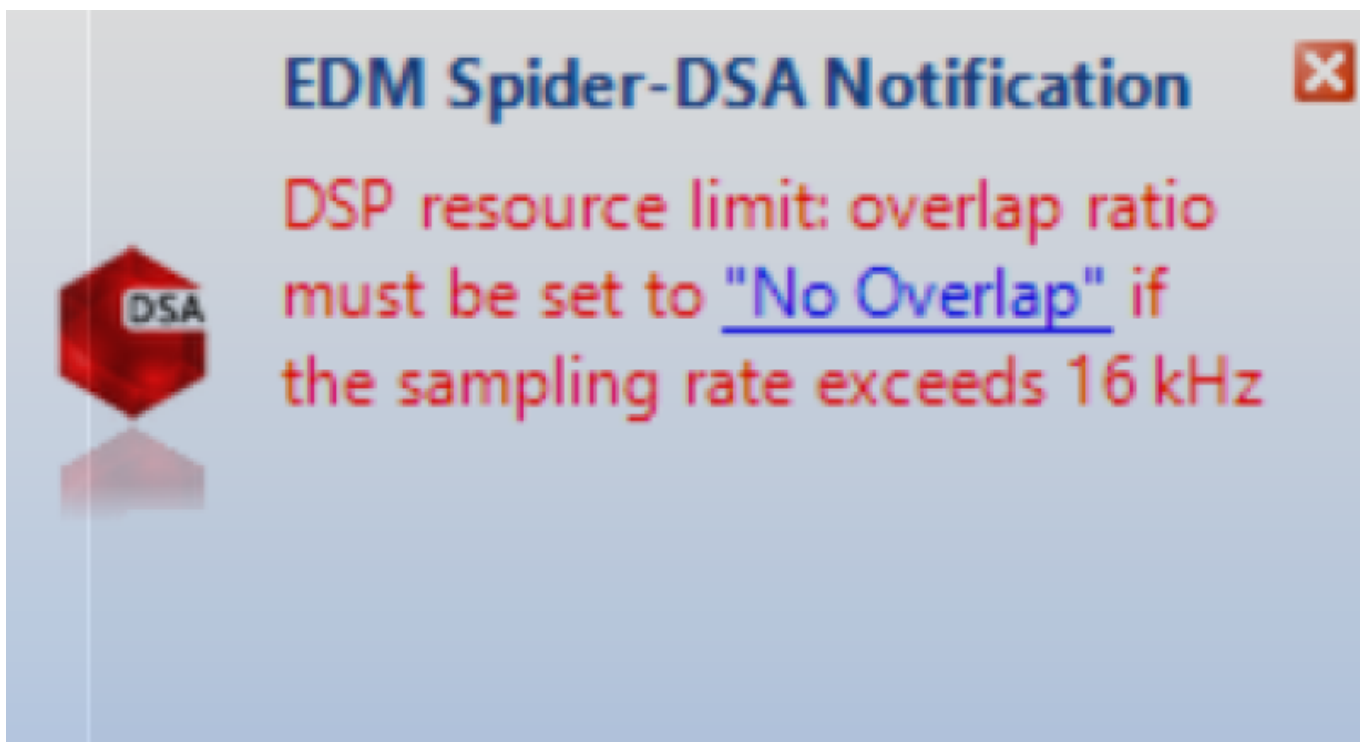 EDM Spider-DSA Notification
DSP resource limit: overlap ratio
must be set to "No Overlap" if
the sampling rate exceeds 16 kHz
DSA